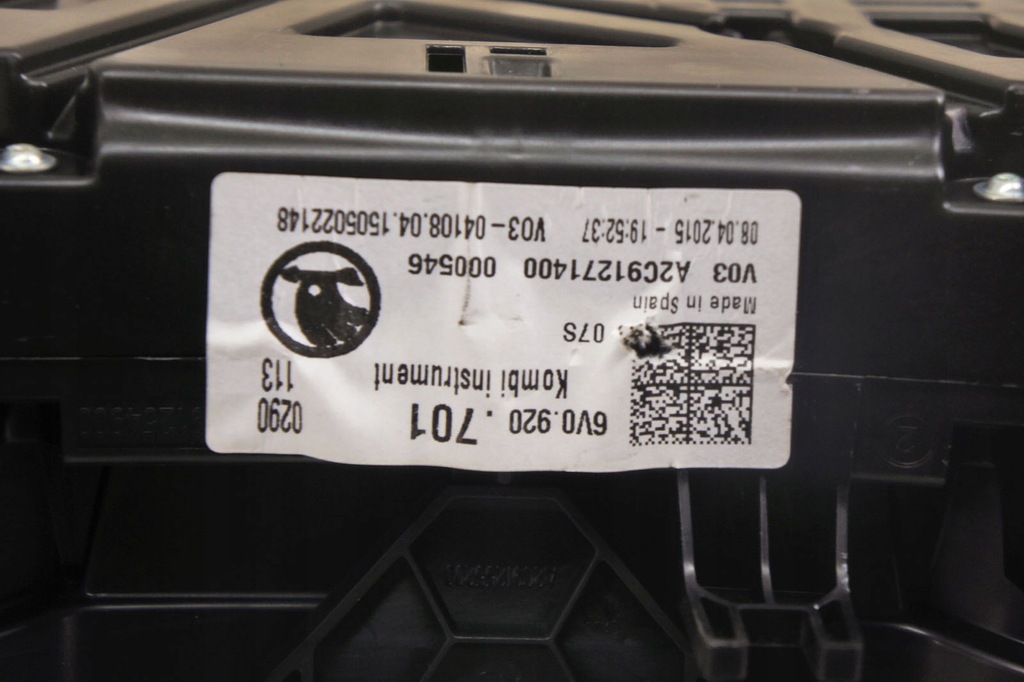 6V0.920 .701 0290
Kombi instrument 113
07S
Made in Spain
V03 A2C91271400 000546
08.04.2015 - 19:52:37 V03-04108.04.1505022148